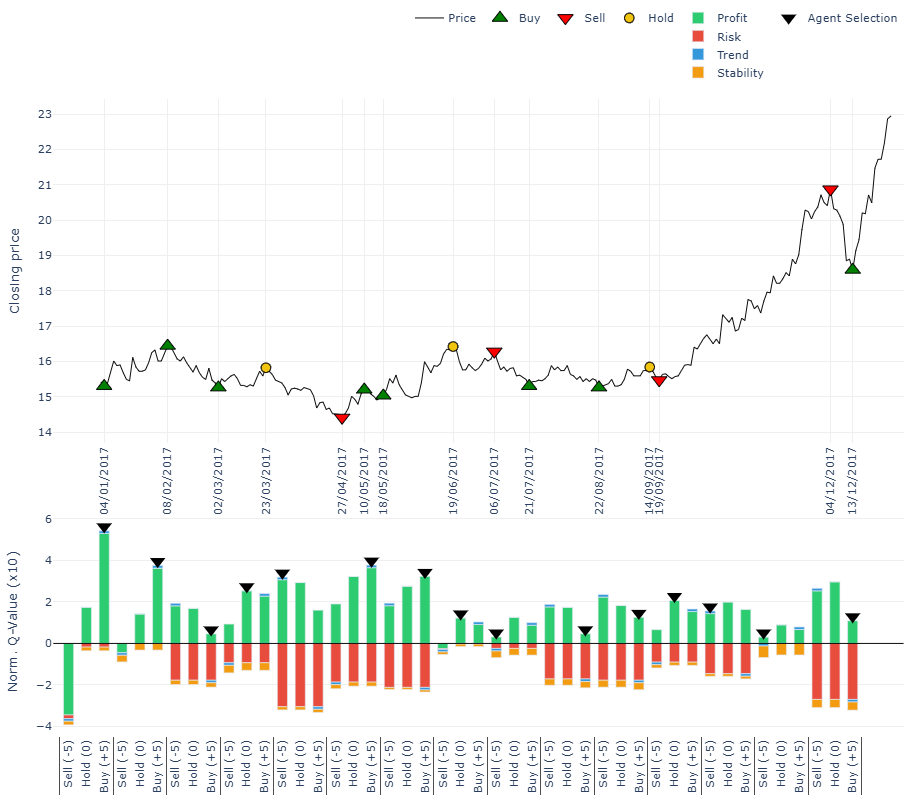 Price Buy Sell Hold Profit Agent Selection
Risk
Trend
Stability
Closing price
23
22
21
20
19
18
17
16
15
14
04/01/2017
08/02/2017
02/03/2017
23/03/2017
27/04/2017
10/05/2017
18/05/2017
19/06/2017
06/07/2017
21/07/2017
22/08/2017
14/09/2017
19/09/2017
04/12/2017
13/12/2017
Norm. Q-Value (x10)
6
4
2
0
−2
−4
Sell (-5)
Hold (0)
Buy (+5)
Sell (-5)
Hold (0)
Buy (+5)
Sell (-5)
Hold (0)
Buy (+5)
Sell (-5)
Hold (0)
Buy (+5)
Sell (-5)
Hold (0)
Buy (+5)
Sell (-5)
Hold (0)
Buy (+5)
Sell (-5)
Hold (0)
Buy (+5)
Sell (-5)
Hold (0)
Buy (+5)
Sell (-5)
Hold (0)
Buy (+5)
Sell (-5)
Hold (0)
Buy (+5)
Sell (-5)
Hold (0)
Buy (+5)
Sell (-5)
Hold (0)
Buy (+5)
Sell (-5)
Hold (0)
Buy (+5)
Sell (-5)
Hold (0)
Buy (+5)
Sell (-5)
Hold (0)
Buy (+5)